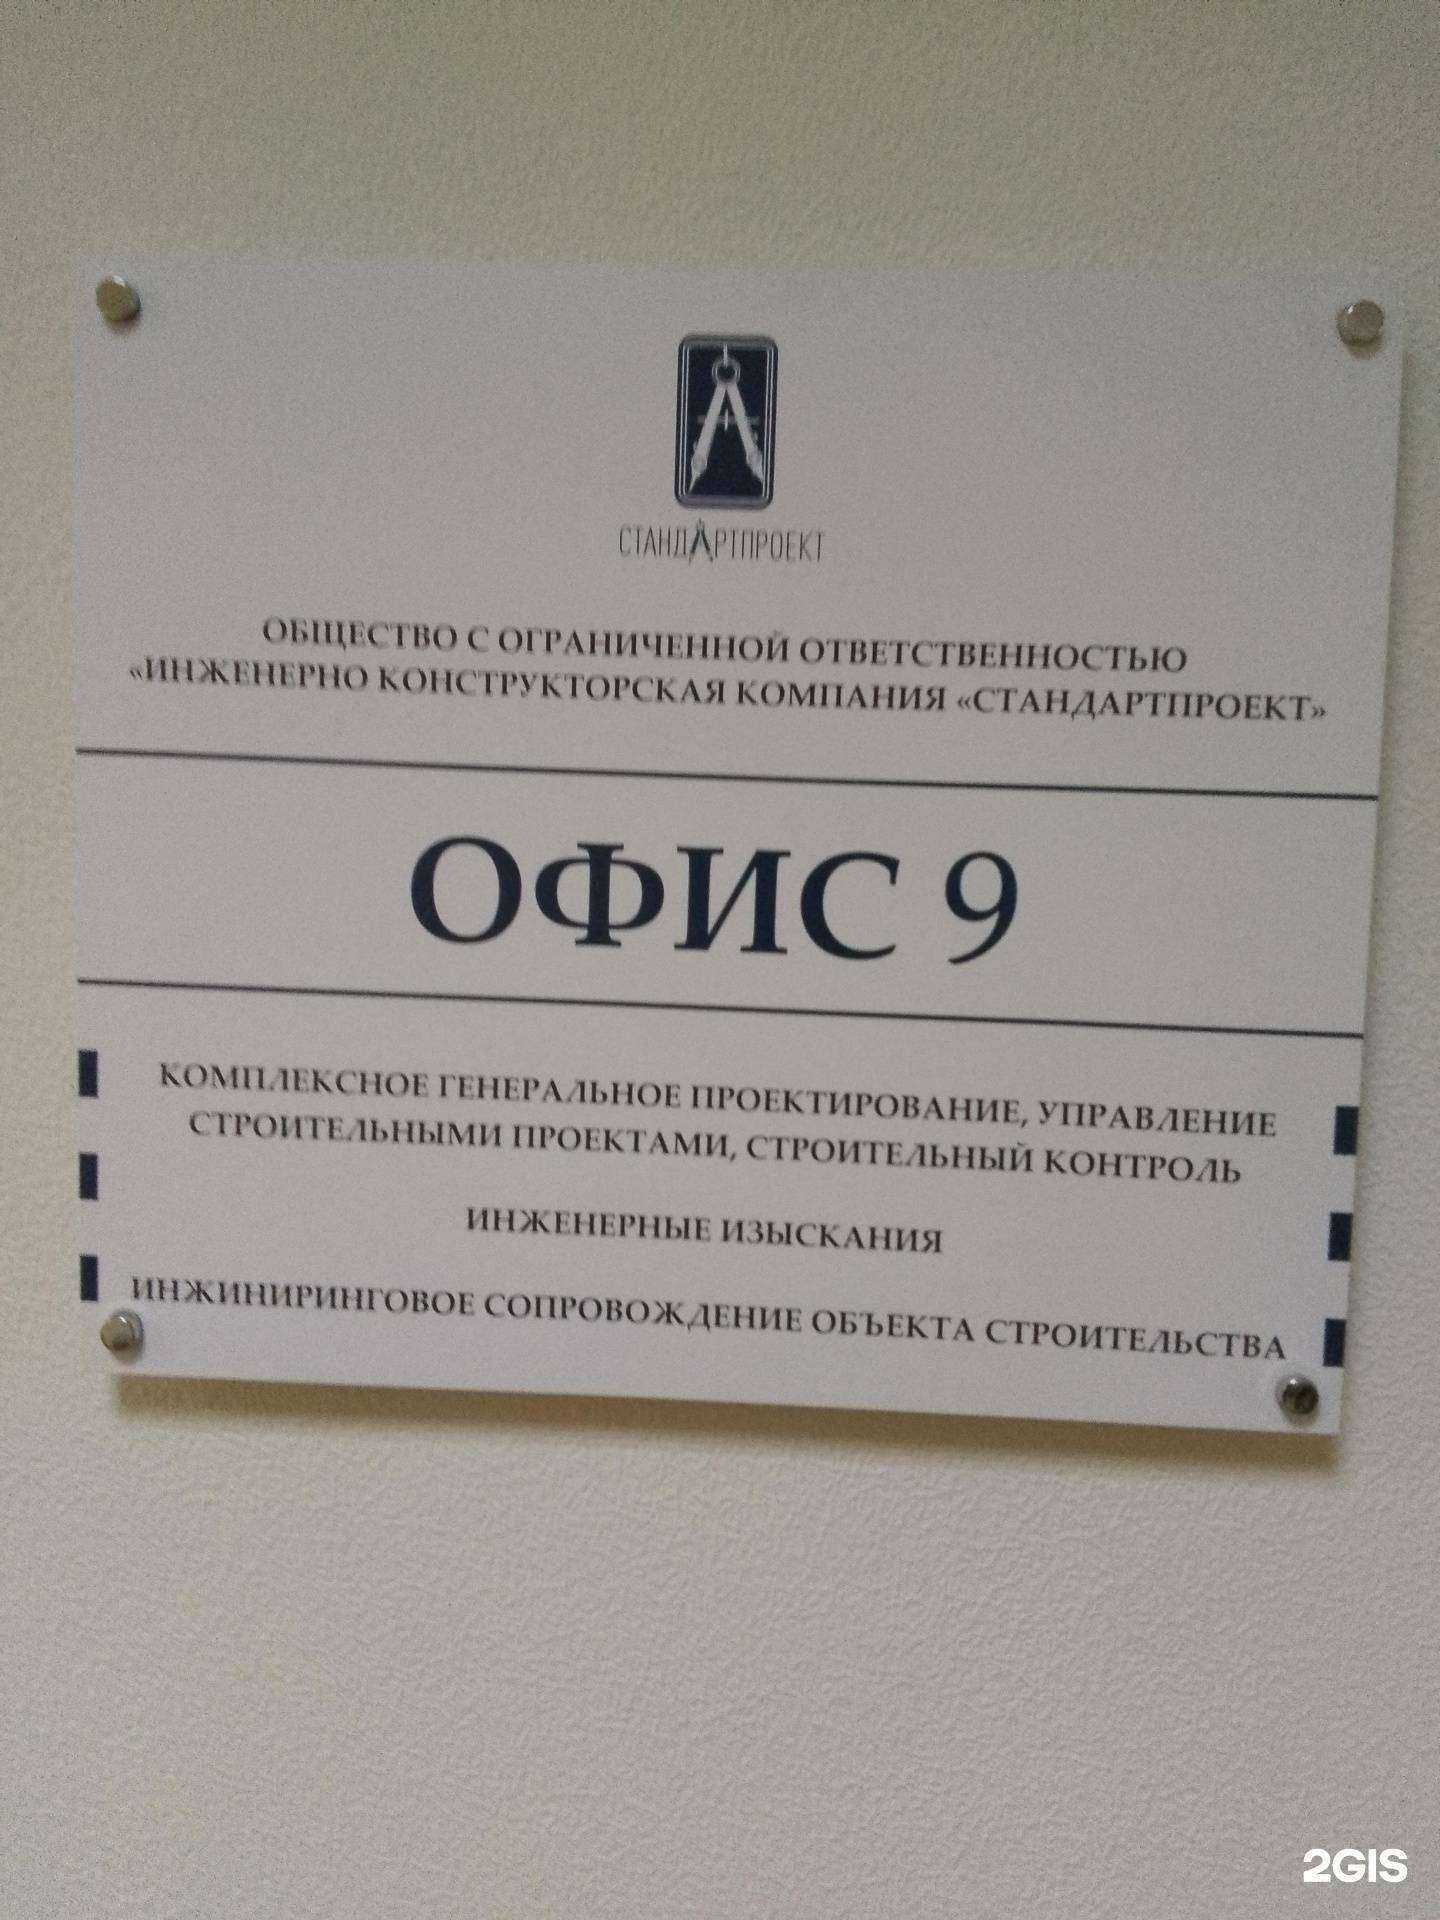 СТАНДАРТПРОЕКТ
ОБЩЕСТВО С ОГРАНИЧЕННОЙ ОТВЕТСТВЕННОСТЬЮ
«ИНЖЕНЕРНО КОНСТРУКТОРСКАЯ КОМПАНИЯ «СТАНДАРТПРОЕКТ»
ОФИС 9
КОМПЛЕКСНОЕ ГЕНЕРАЛЬНОЕ ПРОЕКТИРОВАНИЕ, УПРАВЛЕНИЕ
СТРОИТЕЛЬНЫМИ ПРОЕКТАМИ, СТРОИТЕЛЬНЫЙ КОНТРОЛЬ
ИНЖЕНЕРНЫЕ ИЗЫСКАНИЯ
ИНЖИНИРИНГОВОЕ СОПРОВОЖДЕНИЕ ОБЪЕКТА СТРОИТЕЛЬСТВА
2GIS